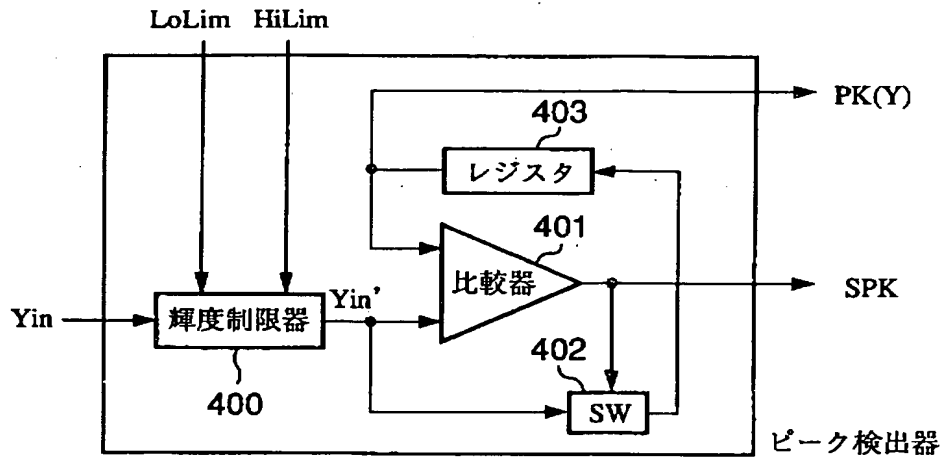 LoLim HiLim
PK(Y)
403
レジスタ
401
比較器
SPK
Yin
輝度制限器
Yin'
400
402
SW
ピーク検出器